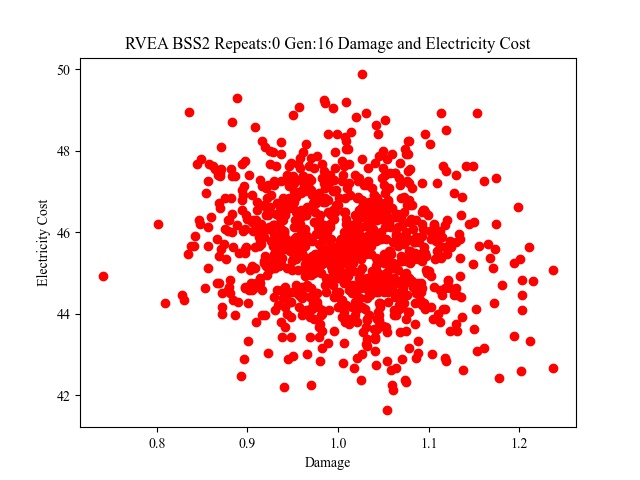 RVEA BSS2 Repeats:0 Gen:16 Damage and Electricity Cost
50
48
46
44
42
Electricity Cost
0.8 0.9 1.0 1.1 1.2
Damage